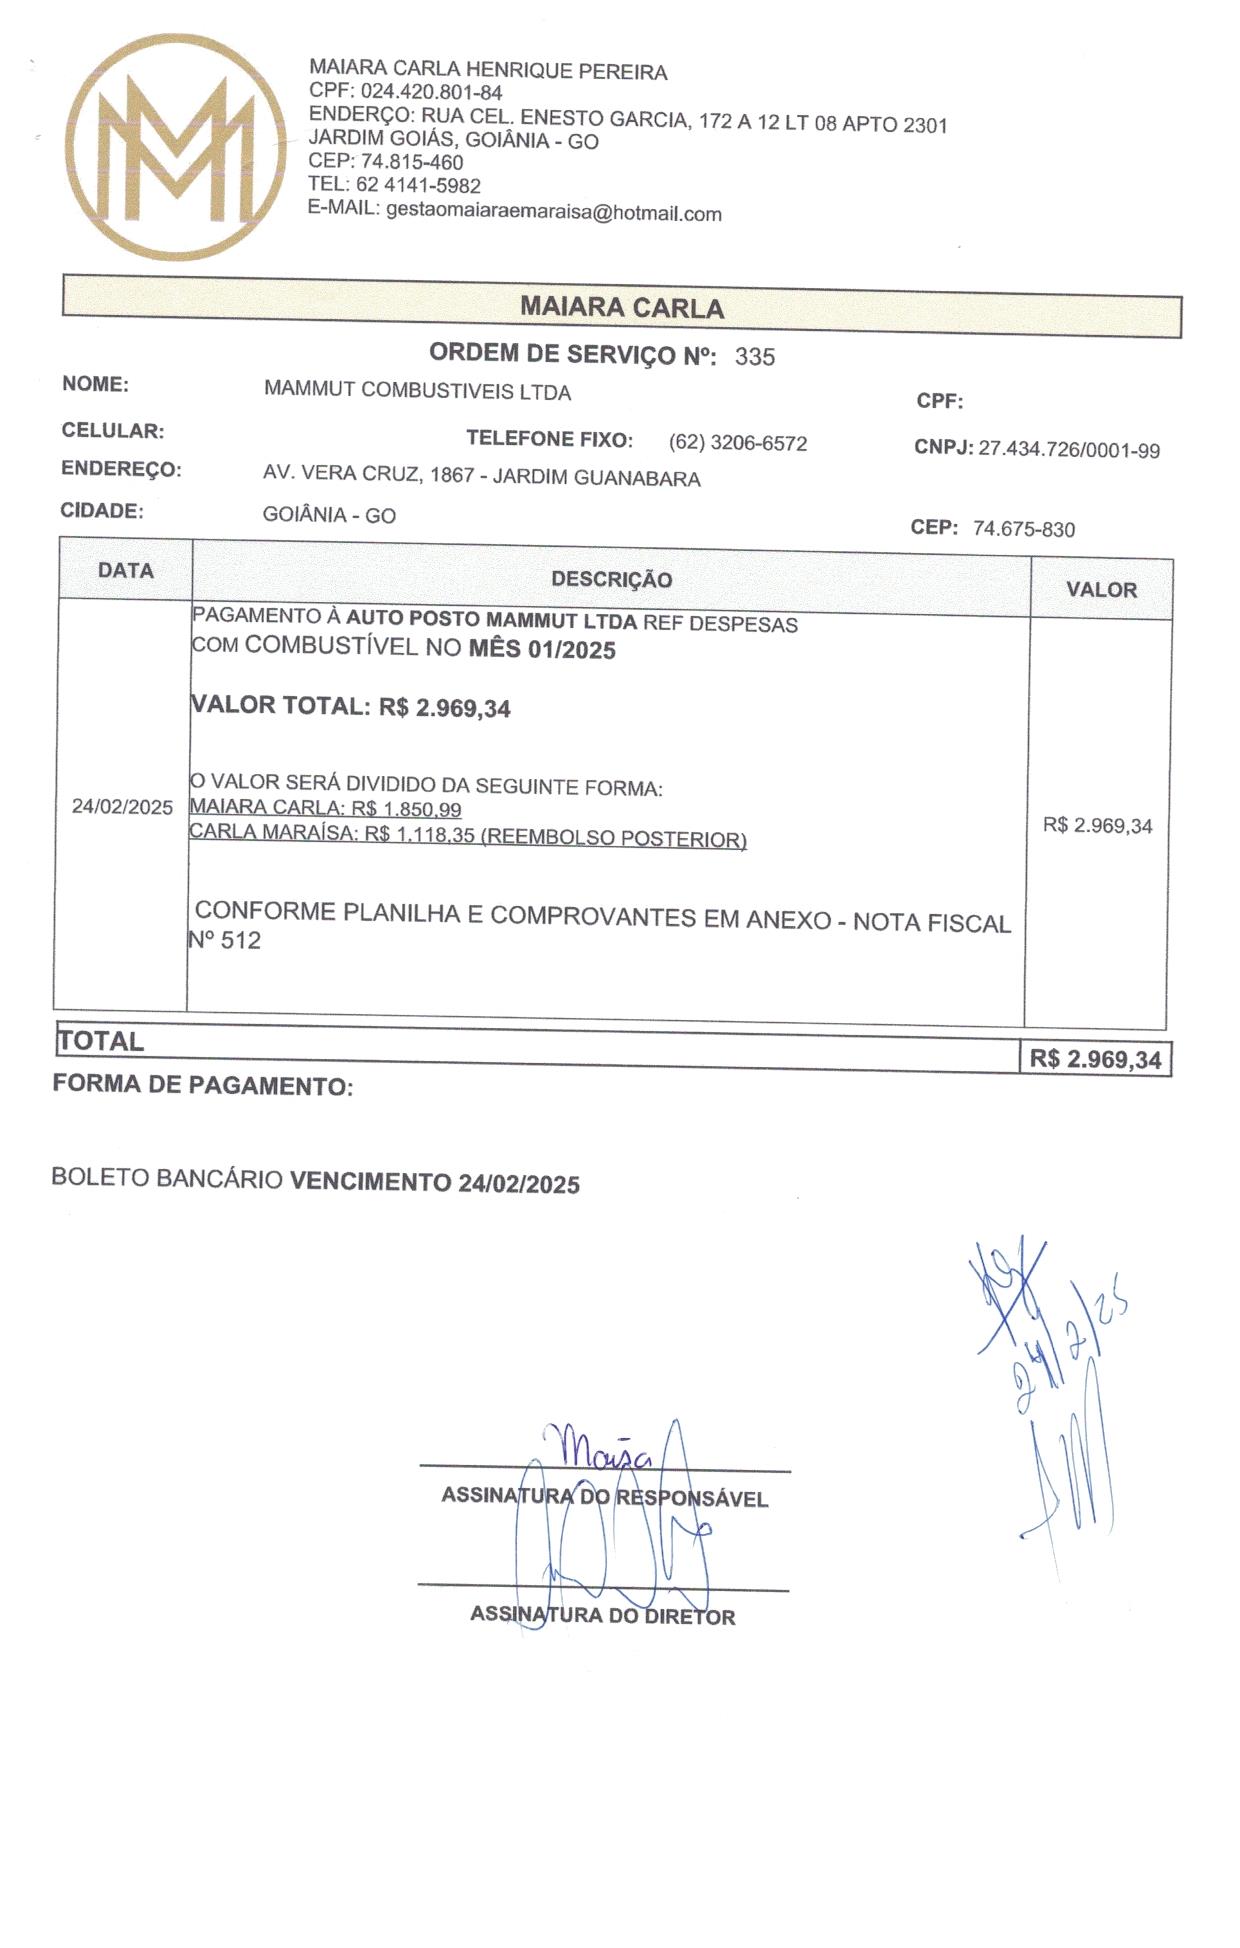 MAIARA CARLA HENRIQUE PEREIRA
CPF: 024.420.801-84
ENDERÇO: RUA CEL. ENESTO GARCIA, 172 A 12 LT 08 APTO 2301
JARDIM GOIÁS, GOIÂNIA - GO
CEP: 74.815-460
TEL: 62 4141-5982
E-MAIL: gestaomaiaraemaraisa@hotmail.com
MAIARA CARLA
ORDEM DE SERVIÇO Nº: 335
NOME: MAMMUT COMBUSTIVEIS LTDA CPF:
CELULAR: TELEFONE FIXO: (62) 3206-6572 CNPJ: 27.434.726/0001-99
ENDEREÇO: AV. VERA CRUZ, 1867 - JARDIM GUANABARA
CIDADE: GOIÂNIA - GO CEP: 74.675-830
DATA DESCRIÇÃO VALOR
PAGAMENTO À AUTO POSTO MAMMUT LTDA REF DESPESAS
COM COMBUSTÍVEL NO MÊS 01/2025
VALOR TOTAL: R$ 2.969,34
O VALOR SERÁ DIVIDIDO DA SEGUINTE FORMA:
24/02/2025 MAIARA CARLA: R$ 1.850,99 R$ 2.969,34
CARLA MARAÍSA: R$ 1.118,35 (REEMBOLSO POSTERIOR)
CONFORME PLANILHA E COMPROVANTES EM ANEXO - NOTA FISCAL
Nº 512
TOTAL R$ 2.969,34
FORMA DE PAGAMENTO:
BOLETO BANCÁRIO VENCIMENTO 24/02/2025
24/2/25
ASSINATURA DO RESPONSÁVEL
ASSINATURA DO DIRETOR